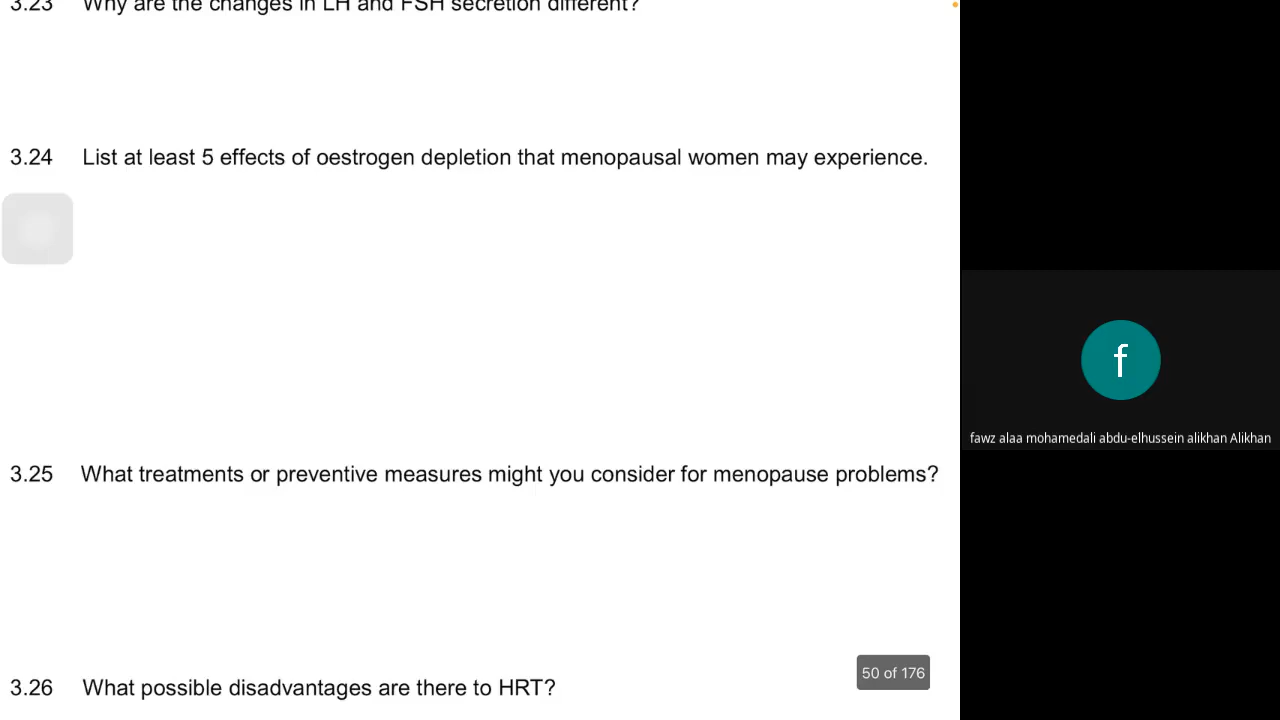 3.23 Why are the changes in LH and FSH secretion different?
3.24 List at least 5 effects of oestrogen depletion that menopausal women may experience.
3.25 What treatments or preventive measures might you consider for menopause problems?
3.26 What possible disadvantages are there to HRT?
50 of 176
f
fawz alaa mohamedali abdu-elhussein alikhan Alikhan